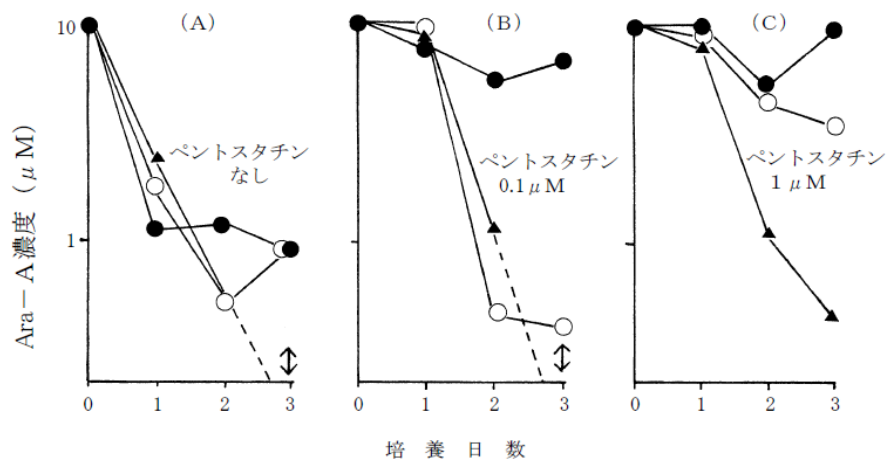 (A)
(B)
(C)
10
1
Ara-A濃度(μM)
ペントスタチン
なし
ペントスタチン
0.1μM
ペントスタチン
1μM
0 1 2 3
0 1 2 3
0 1 2 3
培養日数